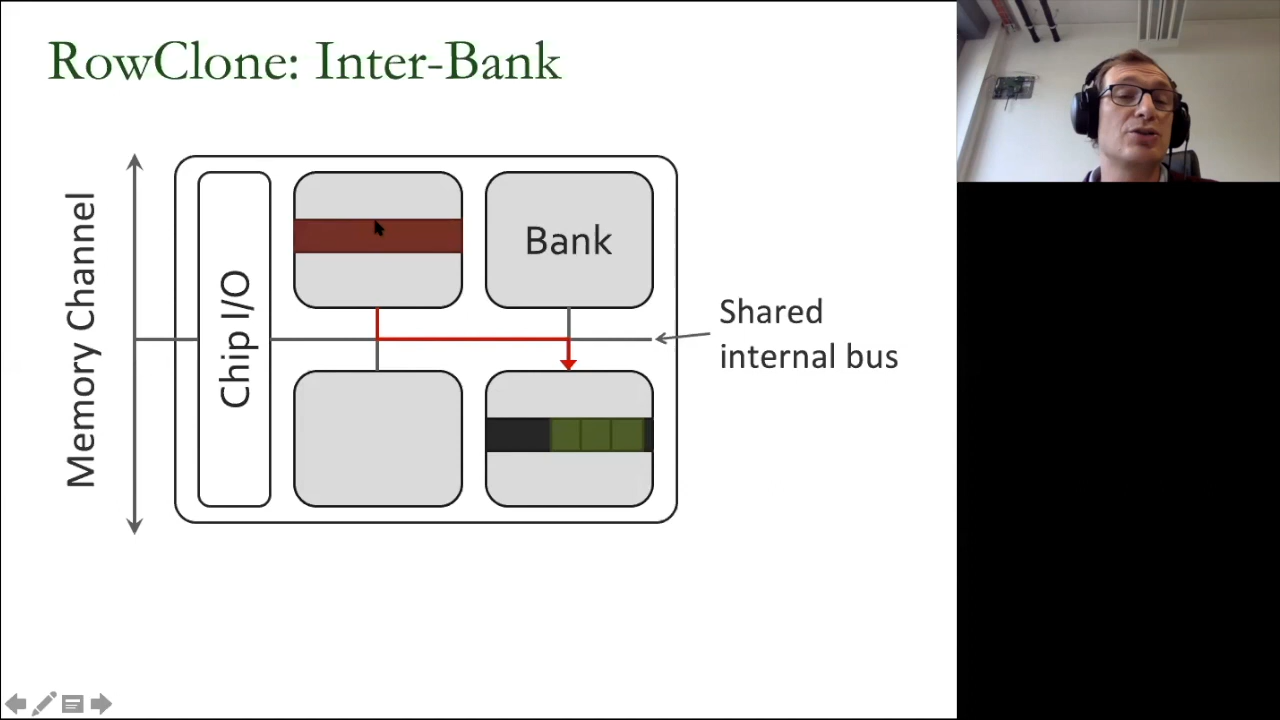 RowClone: Inter-Bank
Memory Channel
Chip I/O
Bank
Shared
internal bus